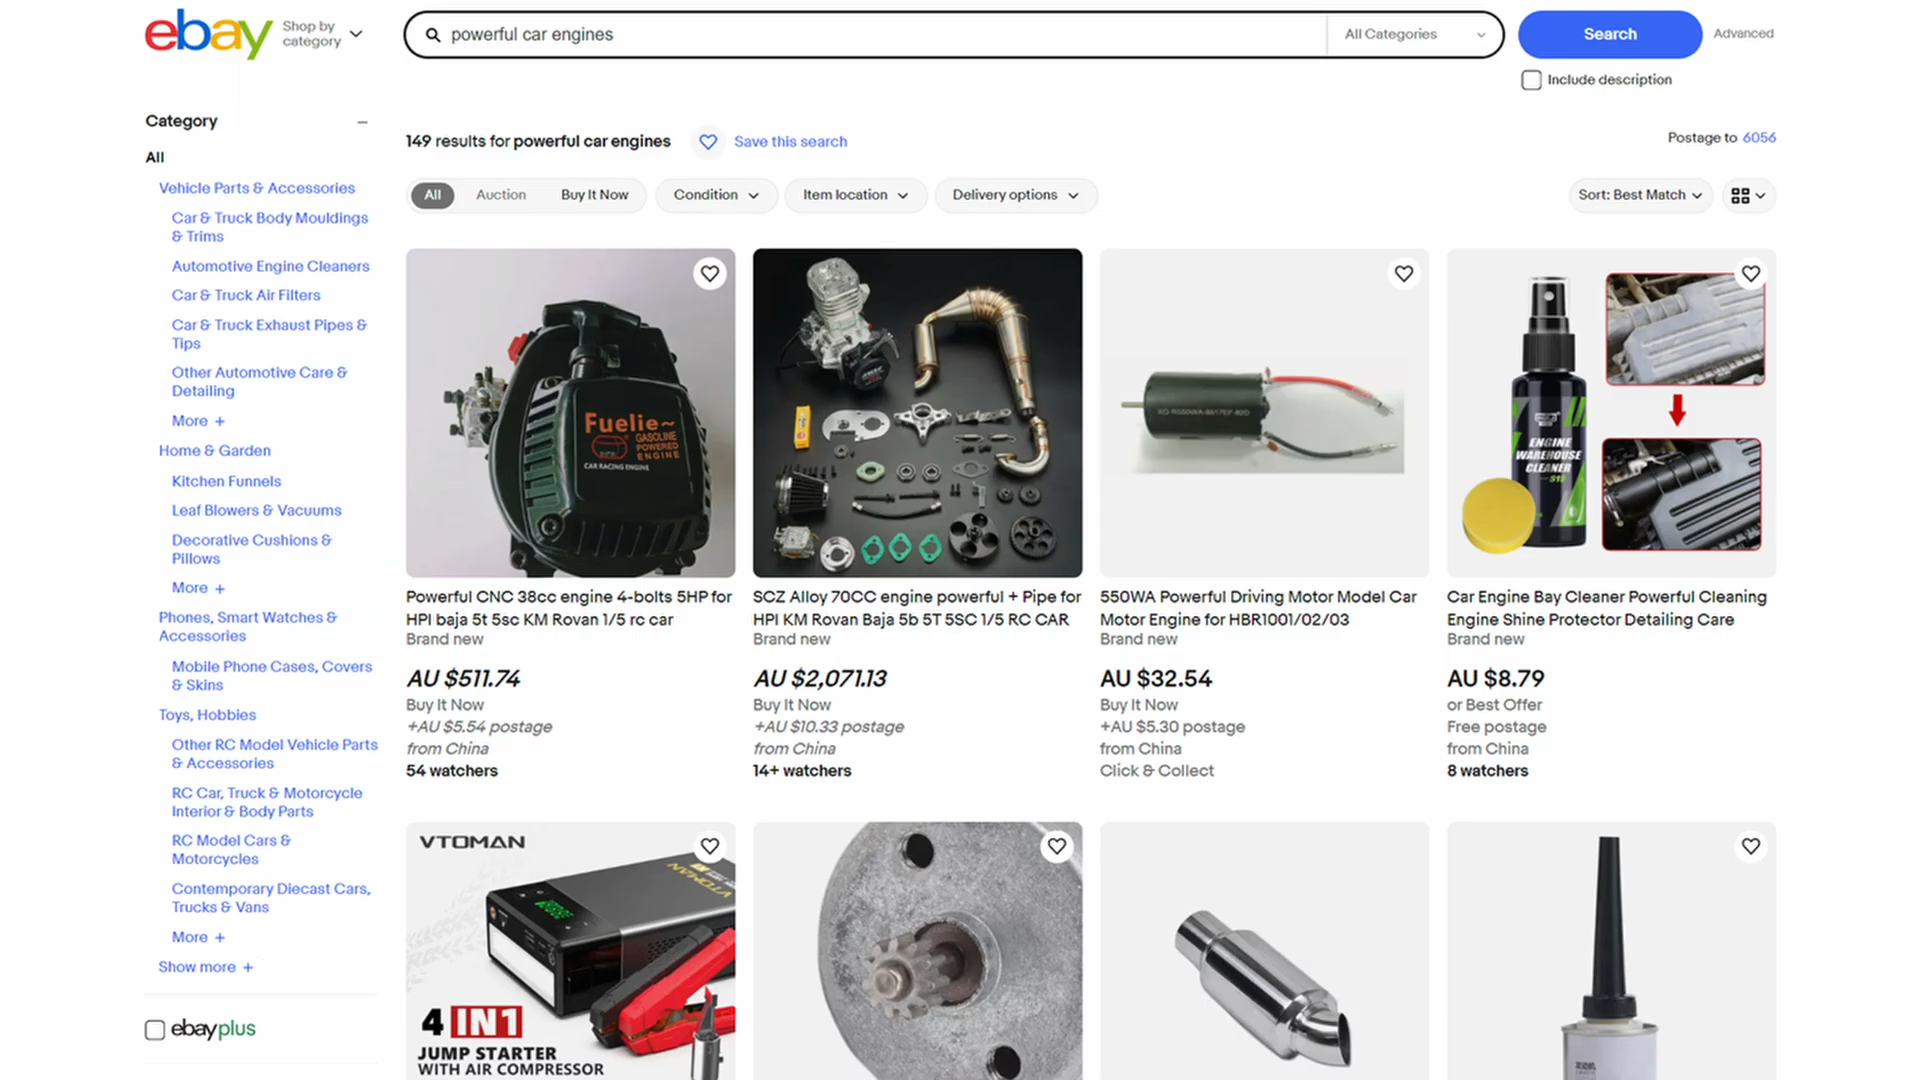 ebay
Shop by
category
powerful car engines
All Categories
Search
Advanced
Include description
Category
All
Vehicle Parts & Accessories
Car & Truck Body Mouldings
& Trims
Automotive Engine Cleaners
Car & Truck Air Filters
Car & Truck Exhaust Pipes &
Tips
Other Automotive Care &
Detailing
More +
Home & Garden
Kitchen Funnels
Leaf Blowers & Vacuums
Decorative Cushions &
Pillows
More +
Phones, Smart Watches &
Accessories
Mobile Phone Cases, Covers
& Skins
Toys, Hobbies
Other RC Model Vehicle Parts
& Accessories
RC Car, Truck & Motorcycle
Interior & Body Parts
RC Model Cars &
Motorcycles
Contemporary Diecast Cars,
Trucks & Vans
More +
Show more +
ebayplus
149 results for powerful car engines
Save this search
Postage to 6056
All
Auction
Buy It Now
Condition
Item location
Delivery options
Sort: Best Match
Fuelie~
GASOLINE
POWERED
ENGINE
CAR RACING ENGINE
Powerful CNC 38cc engine 4-bolts 5HP for
HPI baja 5t 5sc KM Rovan 1/5 rc car
Brand new
AU $511.74
Buy It Now
+AU $5.54 postage
from China
54 watchers
SCZ Alloy 70CC engine powerful + Pipe for
HPI KM Rovan Baja 5b 5T 5SC 1/5 RC CAR
Brand new
AU $2,071.13
Buy It Now
+AU $10.33 postage
from China
14+ watchers
550WA Powerful Driving Motor Model Car
Motor Engine for HBR1001/02/03
Brand new
AU $32.54
Buy It Now
+AU $5.30 postage
from China
Click & Collect
ENGINE
WAREHOUSE
CLEANER
Car Engine Bay Cleaner Powerful Cleaning
Engine Shine Protector Detailing Care
Brand new
AU $8.79
or Best Offer
Free postage
from China
8 watchers
VTOMAN
VTOMAN
4 IN1
JUMP STARTER
WITH AIR COMPRESSOR